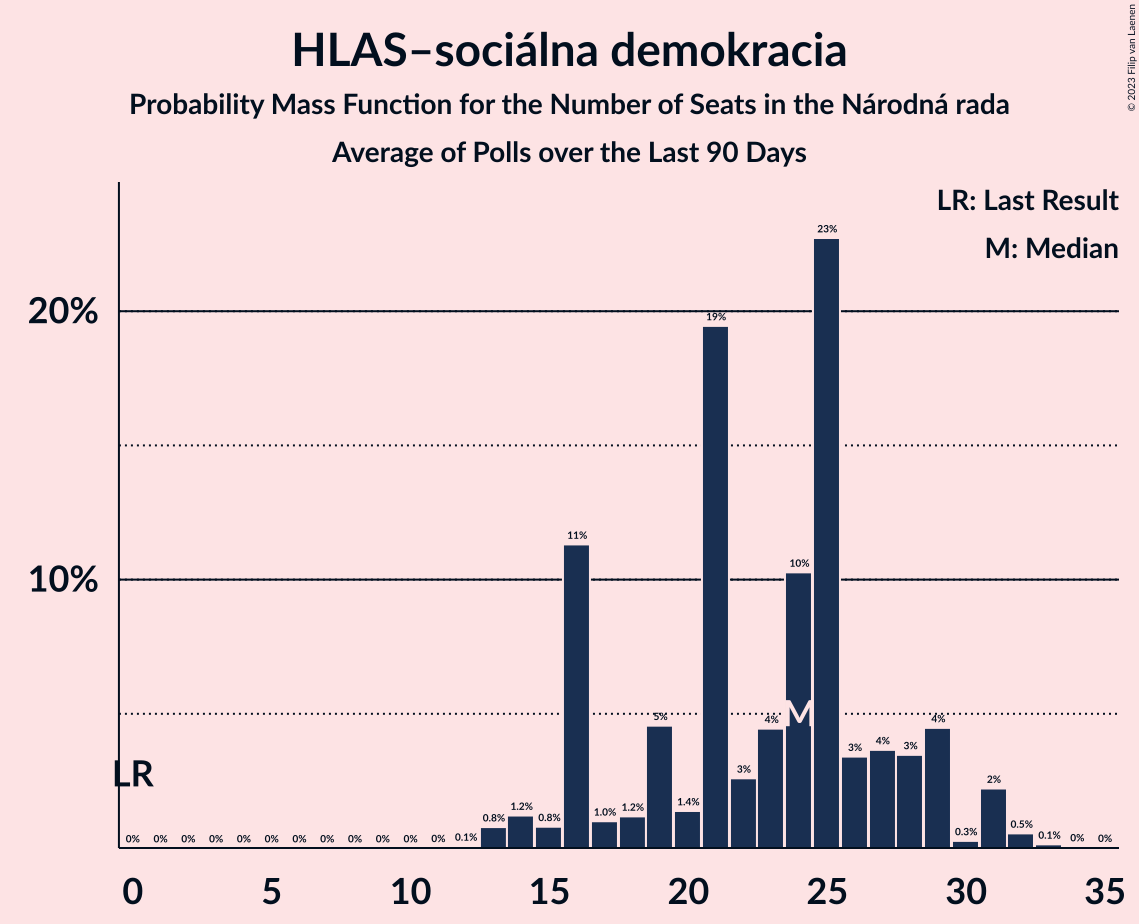 HLAS–sociálna demokracia
Probability Mass Function for the Number of Seats in the Národná rada
Average of Polls over the Last 90 Days
© 2023 Filip van Laenen
LR: Last Result
M: Median
20%
10%
LR
M
0% 0% 0% 0% 0% 0% 0% 0% 0% 0% 0% 0% 0.1% 0.8% 1.2% 0.8% 11% 1.0% 1.2% 5% 1.4% 19% 3% 4% 10% 23% 3% 4% 3% 4% 0.3% 2% 0.5% 0.1% 0% 0%
0 5 10 15 20 25 30 35